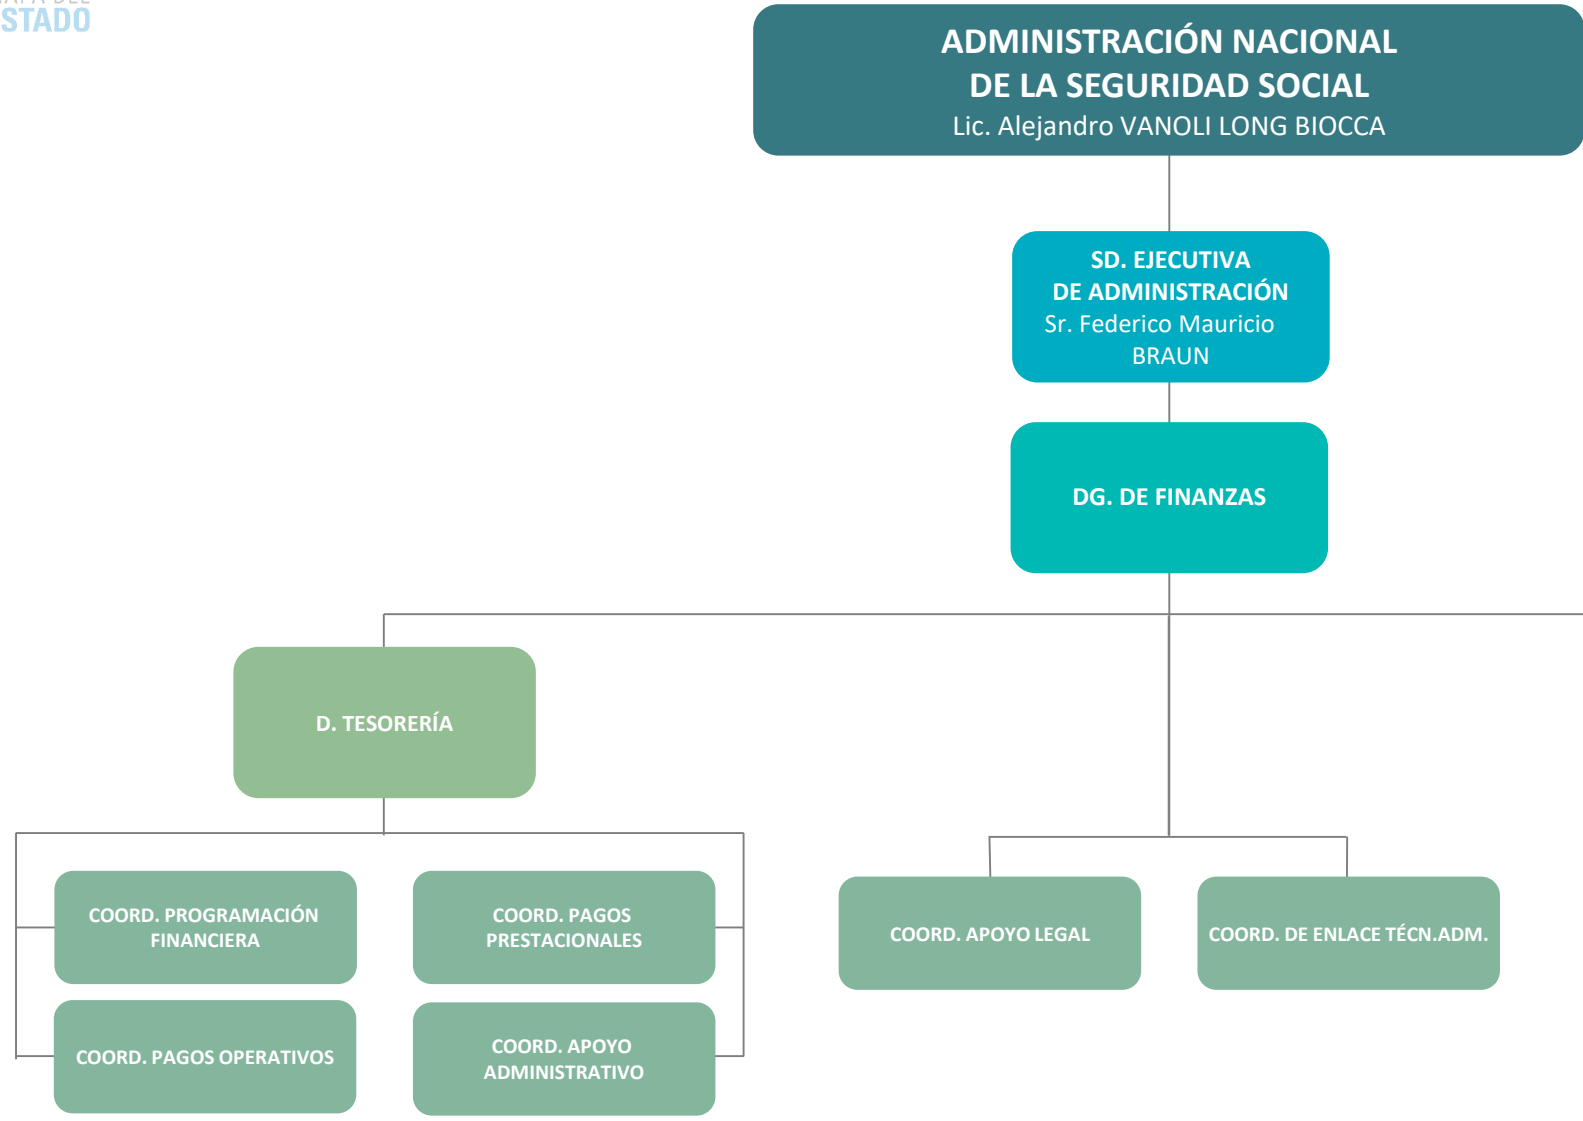 STADO
ADMINISTRACIÓN NACIONAL
DE LA SEGURIDAD SOCIAL
Lic. Alejandro VANOLI LONG BIOCCA
SD. EJECUTIVA
DE ADMINISTRACIÓN
Sr. Federico Mauricio
BRAUN
DG. DE FINANZAS
D. TESORERÍA
COORD. PROGRAMACIÓN
FINANCIERA
COORD. PAGOS
PRESTACIONALES
COORD. APOYO LEGAL
COORD. DE ENLACE TÉCN.ADM.
COORD. PAGOS OPERATIVOS
COORD. APOYO
ADMINISTRATIVO